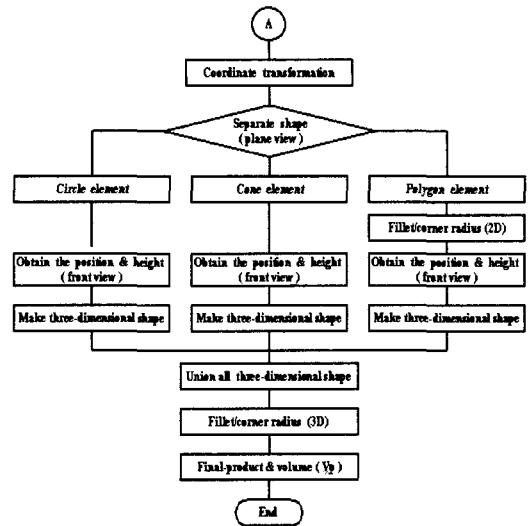 A
Coordinate transformation
Separate shape
(plane view)
Circle element
Cone element
Polygon element
Fillet/corner radius (2D)
Obtain the position & height
(front view)
Obtain the position & height
(front view)
Obtain the position & height
(front view)
Make three-dimensional shape
Make three-dimensional shape
Make three-dimensional shape
Union all three-dimensional shape
Fillet/corner radius (3D)
Final-product & volume (Vp)
End